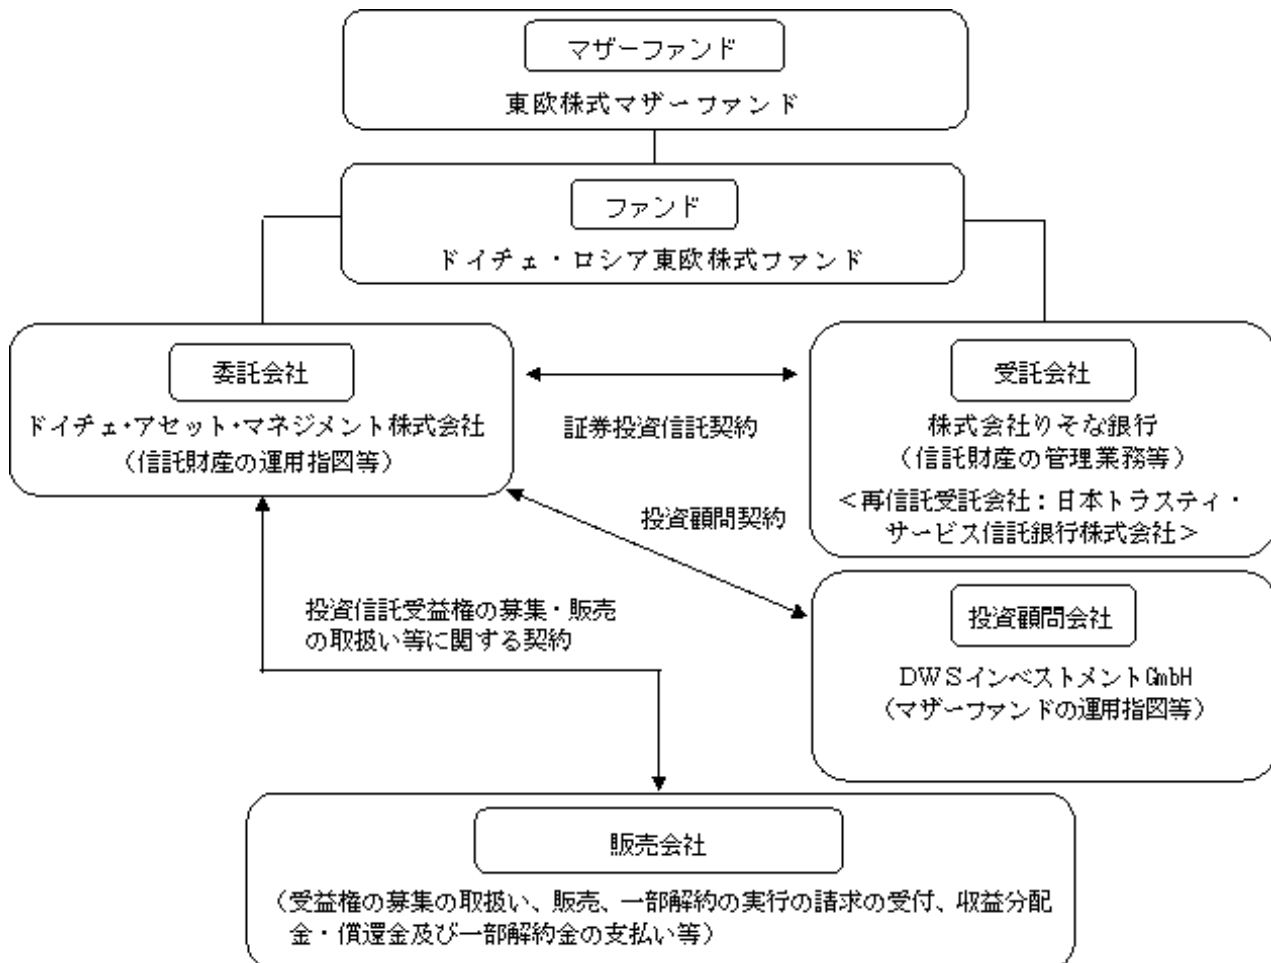 マザーファンド
東欧株式マザーファンド
ファンド
ドイチェ・ロシア東欧株式ファンド
委託会社
ドイチェ・アセット・マネジメント株式会社
（信託財産の運用指図等）
証券投資信託契約
受託会社
株式会社りそな銀行
（信託財産の管理業務等）
＜再信託受託会社：日本トラスティ・
サービス信託銀行株式会社＞
投資顧問契約
投資顧問会社
ＤＷＳインベストメントGmbH
（マザーファンドの運用指図等）
投資信託受益権の募集・販売
の取扱い等に関する契約
販売会社
（受益権の募集の取扱い、販売、一部解約の実行の請求の受付、収益分配
金・償還金及び一部解約金の支払い等）